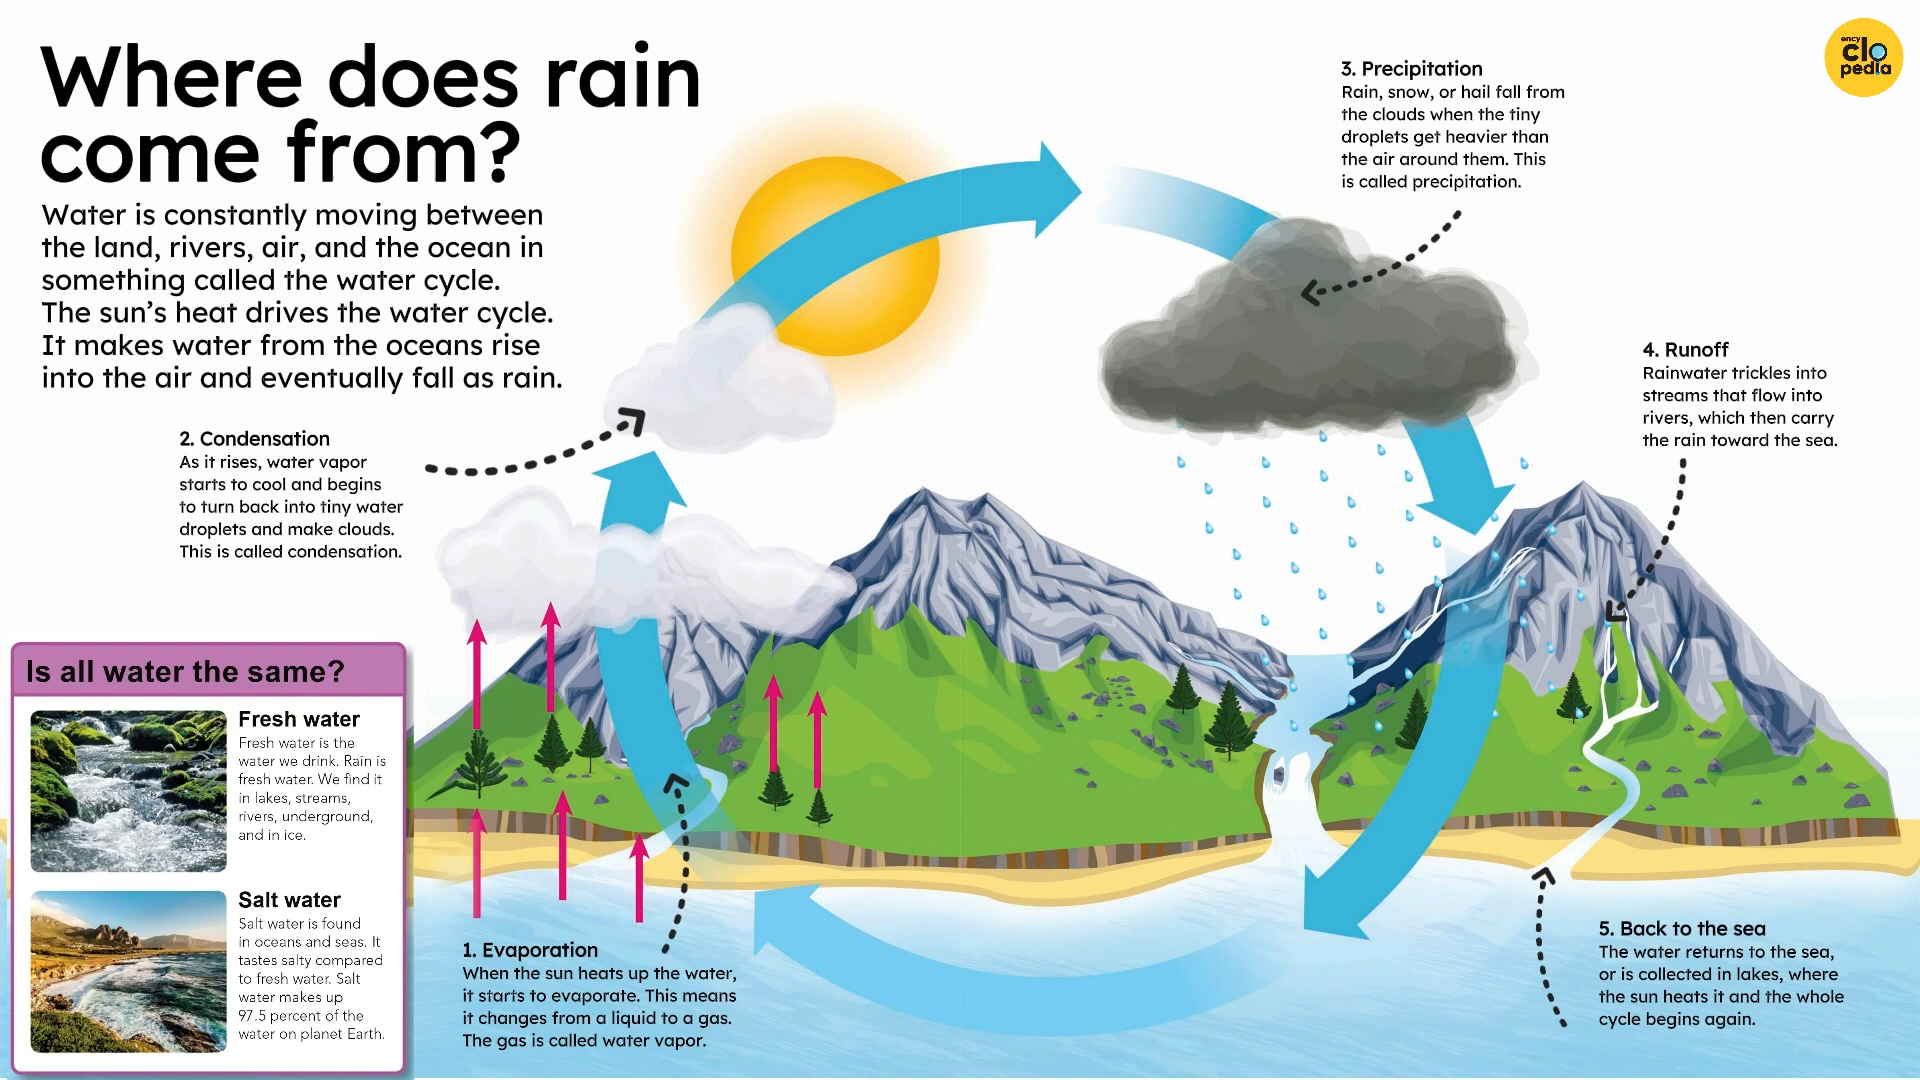 Where does rain
come from?
Water is constantly moving between
the land, rivers, air, and the ocean in
something called the water cycle.
The sun’s heat drives the water cycle.
It makes water from the oceans rise
into the air and eventually fall as rain.
ency
clo
pedia
3. Precipitation
Rain, snow, or hail fall from
the clouds when the tiny
droplets get heavier than
the air around them. This
is called precipitation.
4. Runoff
Rainwater trickles into
streams that flow into
rivers, which then carry
the rain toward the sea.
2. Condensation
As it rises, water vapor
starts to cool and begins
to turn back into tiny water
droplets and make clouds.
This is called condensation.
Is all water the same?
Fresh water
Fresh water is the
water we drink. Rain is
fresh water. We find it
in lakes, streams,
rivers, underground,
and in ice.
Salt water
Salt water is found
in oceans and seas. It
tastes salty compared
to fresh water. Salt
water makes up
97.5 percent of the
water on planet Earth.
1. Evaporation
When the sun heats up the water,
it starts to evaporate. This means
it changes from a liquid to a gas.
The gas is called water vapor.
5. Back to the sea
The water returns to the sea,
or is collected in lakes, where
the sun heats it and the whole
cycle begins again.